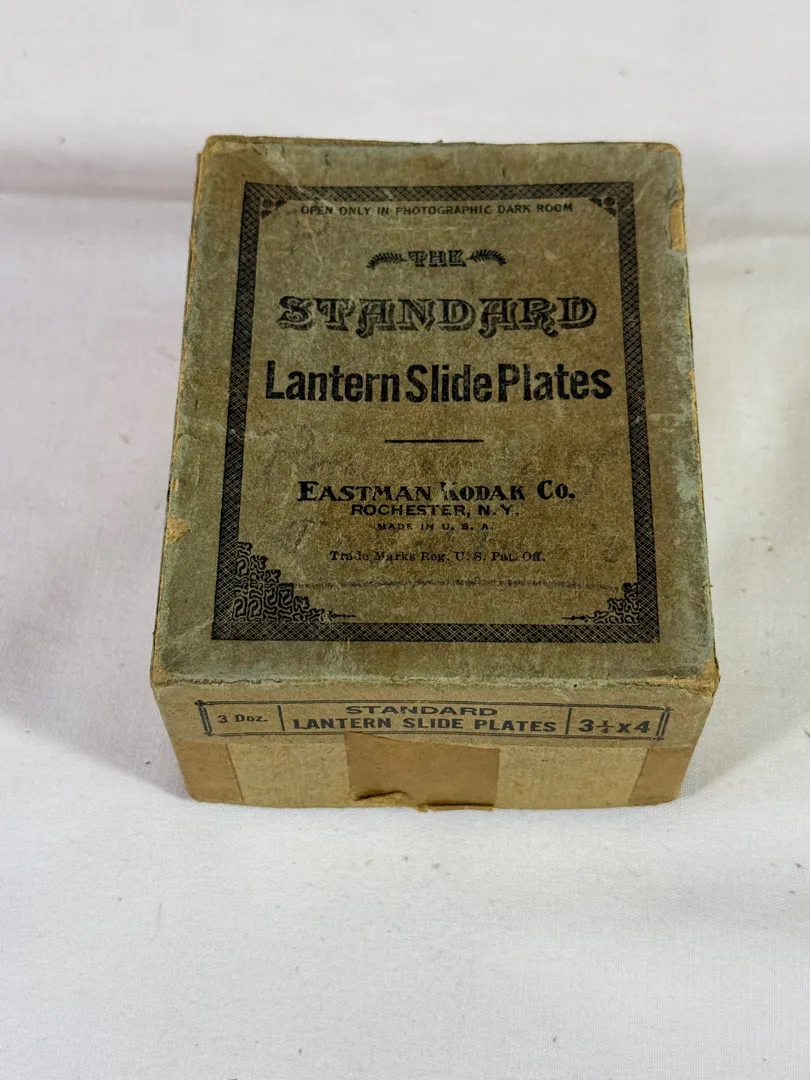 OPEN ONLY IN PHOTOGRAPHIC DARK ROOM
THE
STANDARD
Lantern Slide Plates
EASTMAN KODAK CO.
ROCHESTER, N.Y.
MADE IN U. S. A.
Trade Marks Reg. U. S. Pat. Off.
3 Doz.
STANDARD
LANTERN SLIDE PLATES
3¼x4